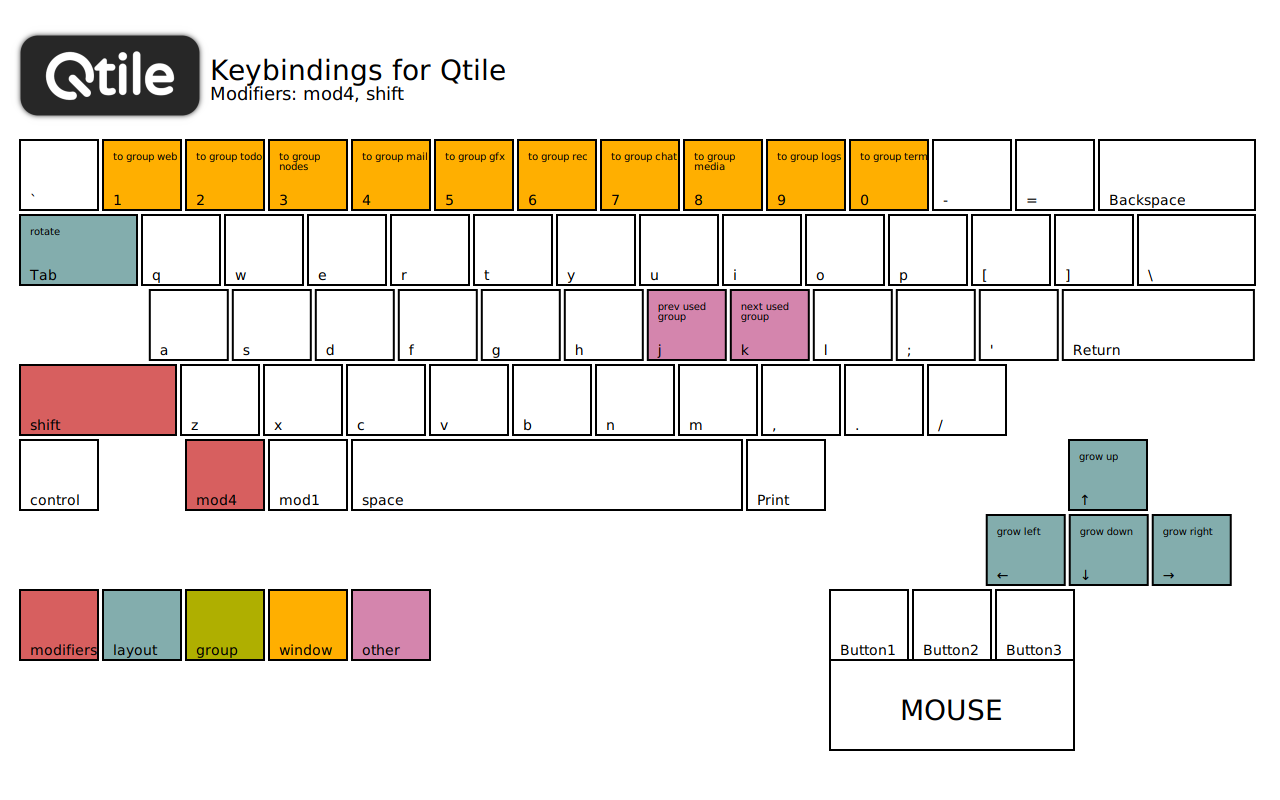 Qtile
Keybindings for Qtile
Modifiers: mod4, shift
to group web
to group todo
to group
nodes
to group mail
to group gfx
to group rec
to group chat
to group
media
to group logs
to group term
`
1
2
3
4
5
6
7
8
9
0
-
=
Backspace
rotate
Tab
q
w
e
r
t
y
u
i
o
p
[
]
\
prev used
group
next used
group
a
s
d
f
g
h
j
k
l
;
'
Return
shift
z
x
c
v
b
n
m
,
.
/
grow up
control
mod4
mod1
space
Print
↑
grow left
grow down
grow right
←
↓
→
modifiers
layout
group
window
other
Button1
Button2
Button3
MOUSE